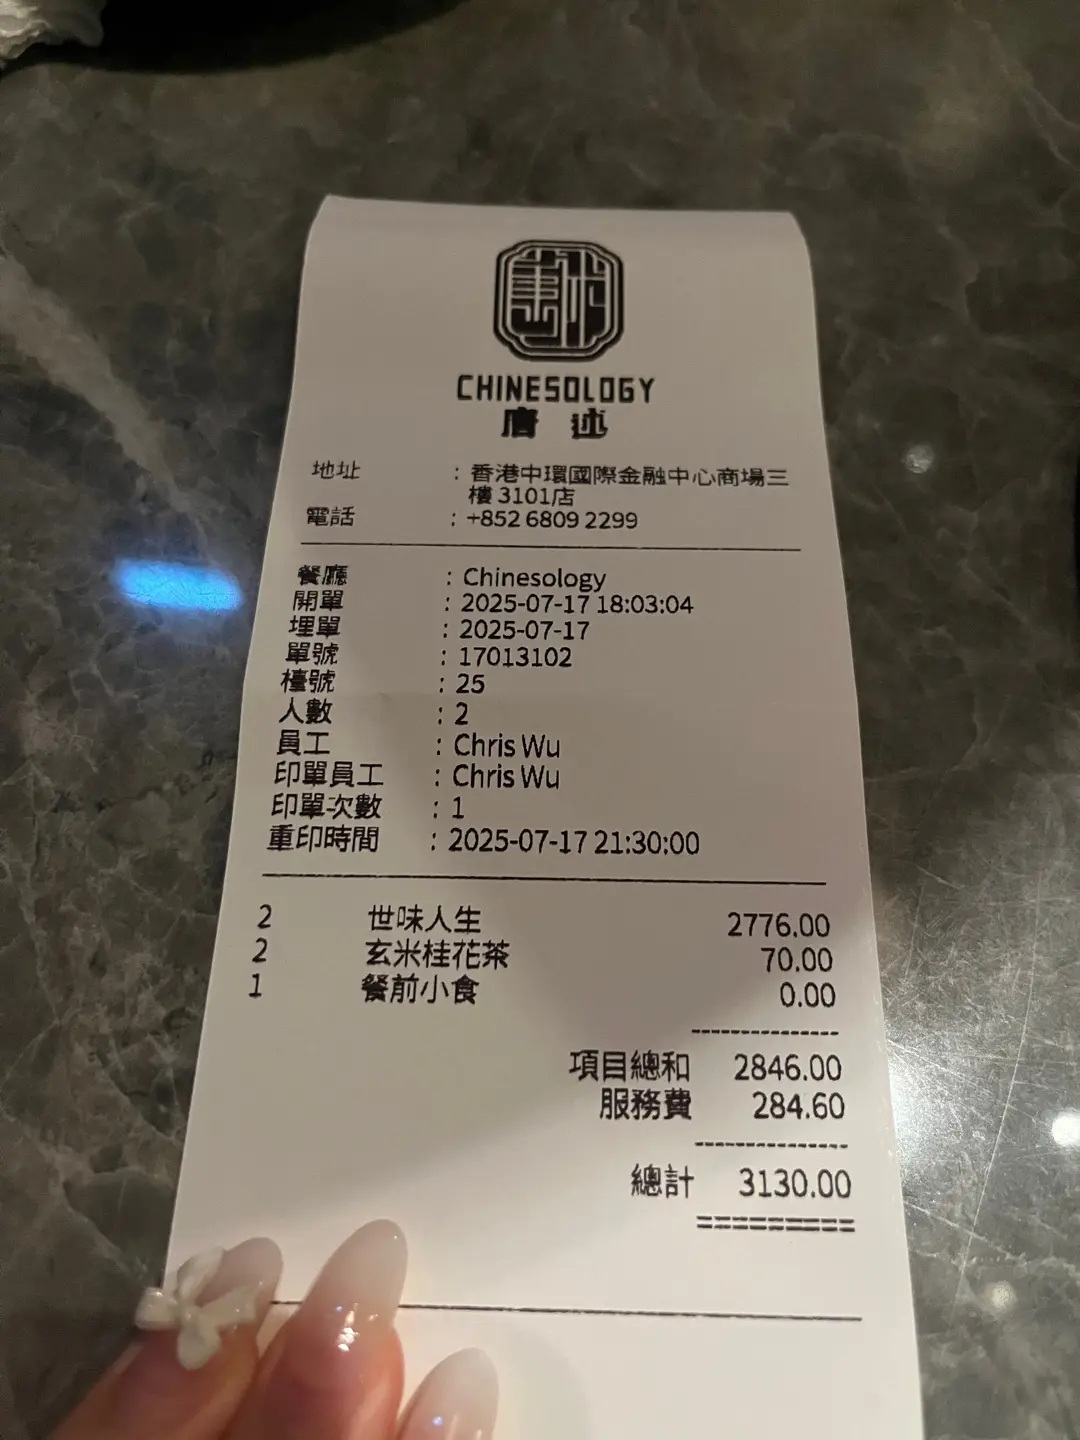 CHINESOLOGY
唐述
地址 : 香港中環國際金融中心商場三
樓 3101店
電話 : +852 6809 2299
餐廳 : Chinesology
開單 : 2025-07-17 18:03:04
埋單 : 2025-07-17
單號 : 17013102
檯號 : 25
人數 : 2
員工 : Chris Wu
印單員工 : Chris Wu
印單次數 : 1
重印時間 : 2025-07-17 21:30:00
2 世味人生 2776.00
2 玄米桂花茶 70.00
1 餐前小食 0.00
---------------
項目總和 2846.00
服務費 284.60
---------------
總計 3130.00
=========